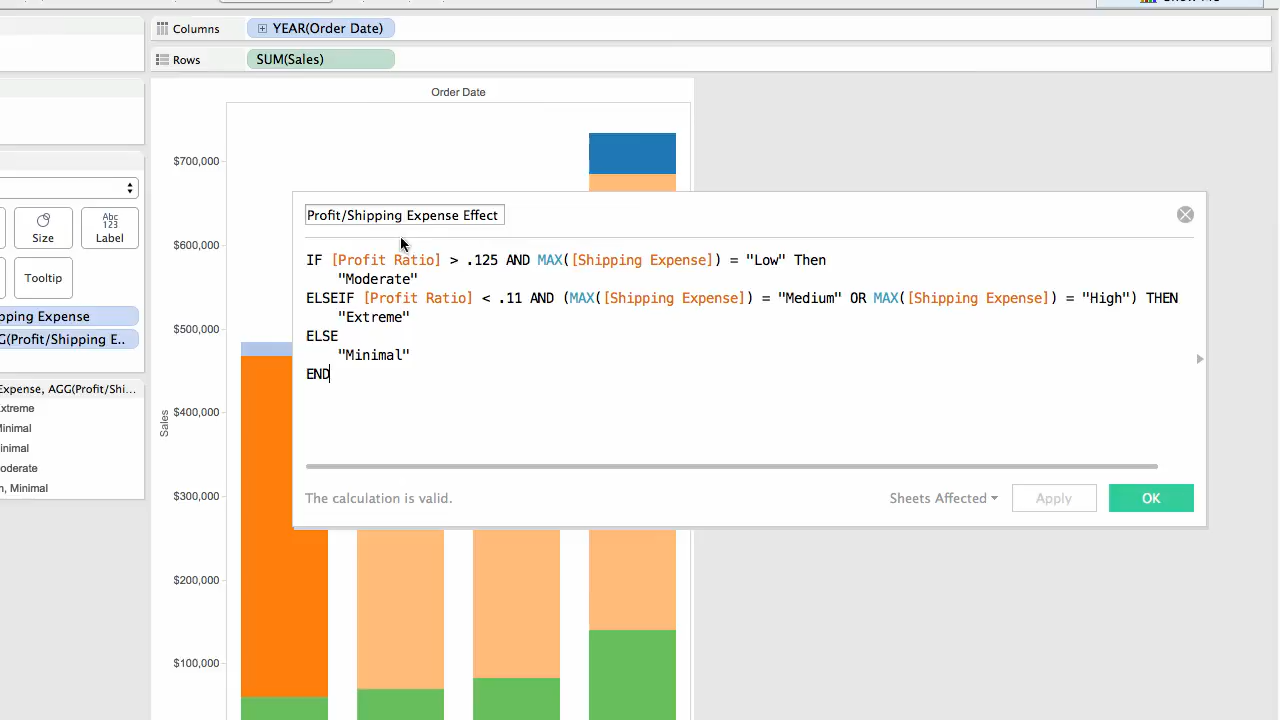 Columns
YEAR(Order Date)
Rows
SUM(Sales)
Order Date
$700,000
$600,000
$500,000
$400,000
$300,000
$200,000
$100,000
Sales
Size
Abc
123
Label
Tooltip
pping Expense
G(Profit/Shipping E..
Expense, AGG(Profit/Shi...
xtreme
Minimal
inimal
oderate
n, Minimal
Profit/Shipping Expense Effect
IF [Profit Ratio] > .125 AND MAX([Shipping Expense]) = "Low" Then
"Moderate"
ELSEIF [Profit Ratio] < .11 AND (MAX([Shipping Expense]) = "Medium" OR MAX([Shipping Expense]) = "High") THEN
"Extreme"
ELSE
"Minimal"
END
The calculation is valid.
Sheets Affected
Apply
OK